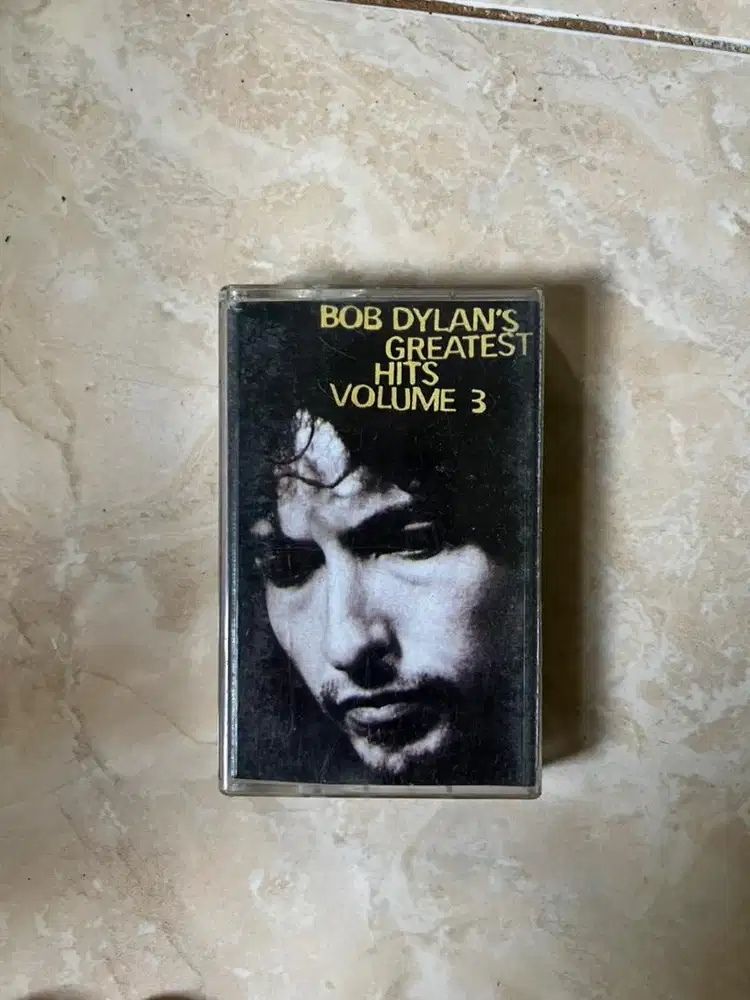 BOB DYLAN'S
GREATEST
HITS
VOLUME 3